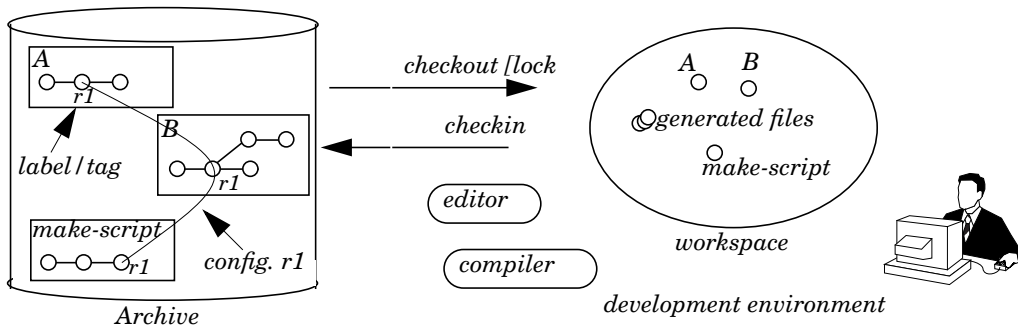 A
r1
label/tag
B
r1
make-script
r1
config. r1
Archive
checkout [lock
checkin
editor
compiler
A
B
generated files
make-script
workspace
development environment